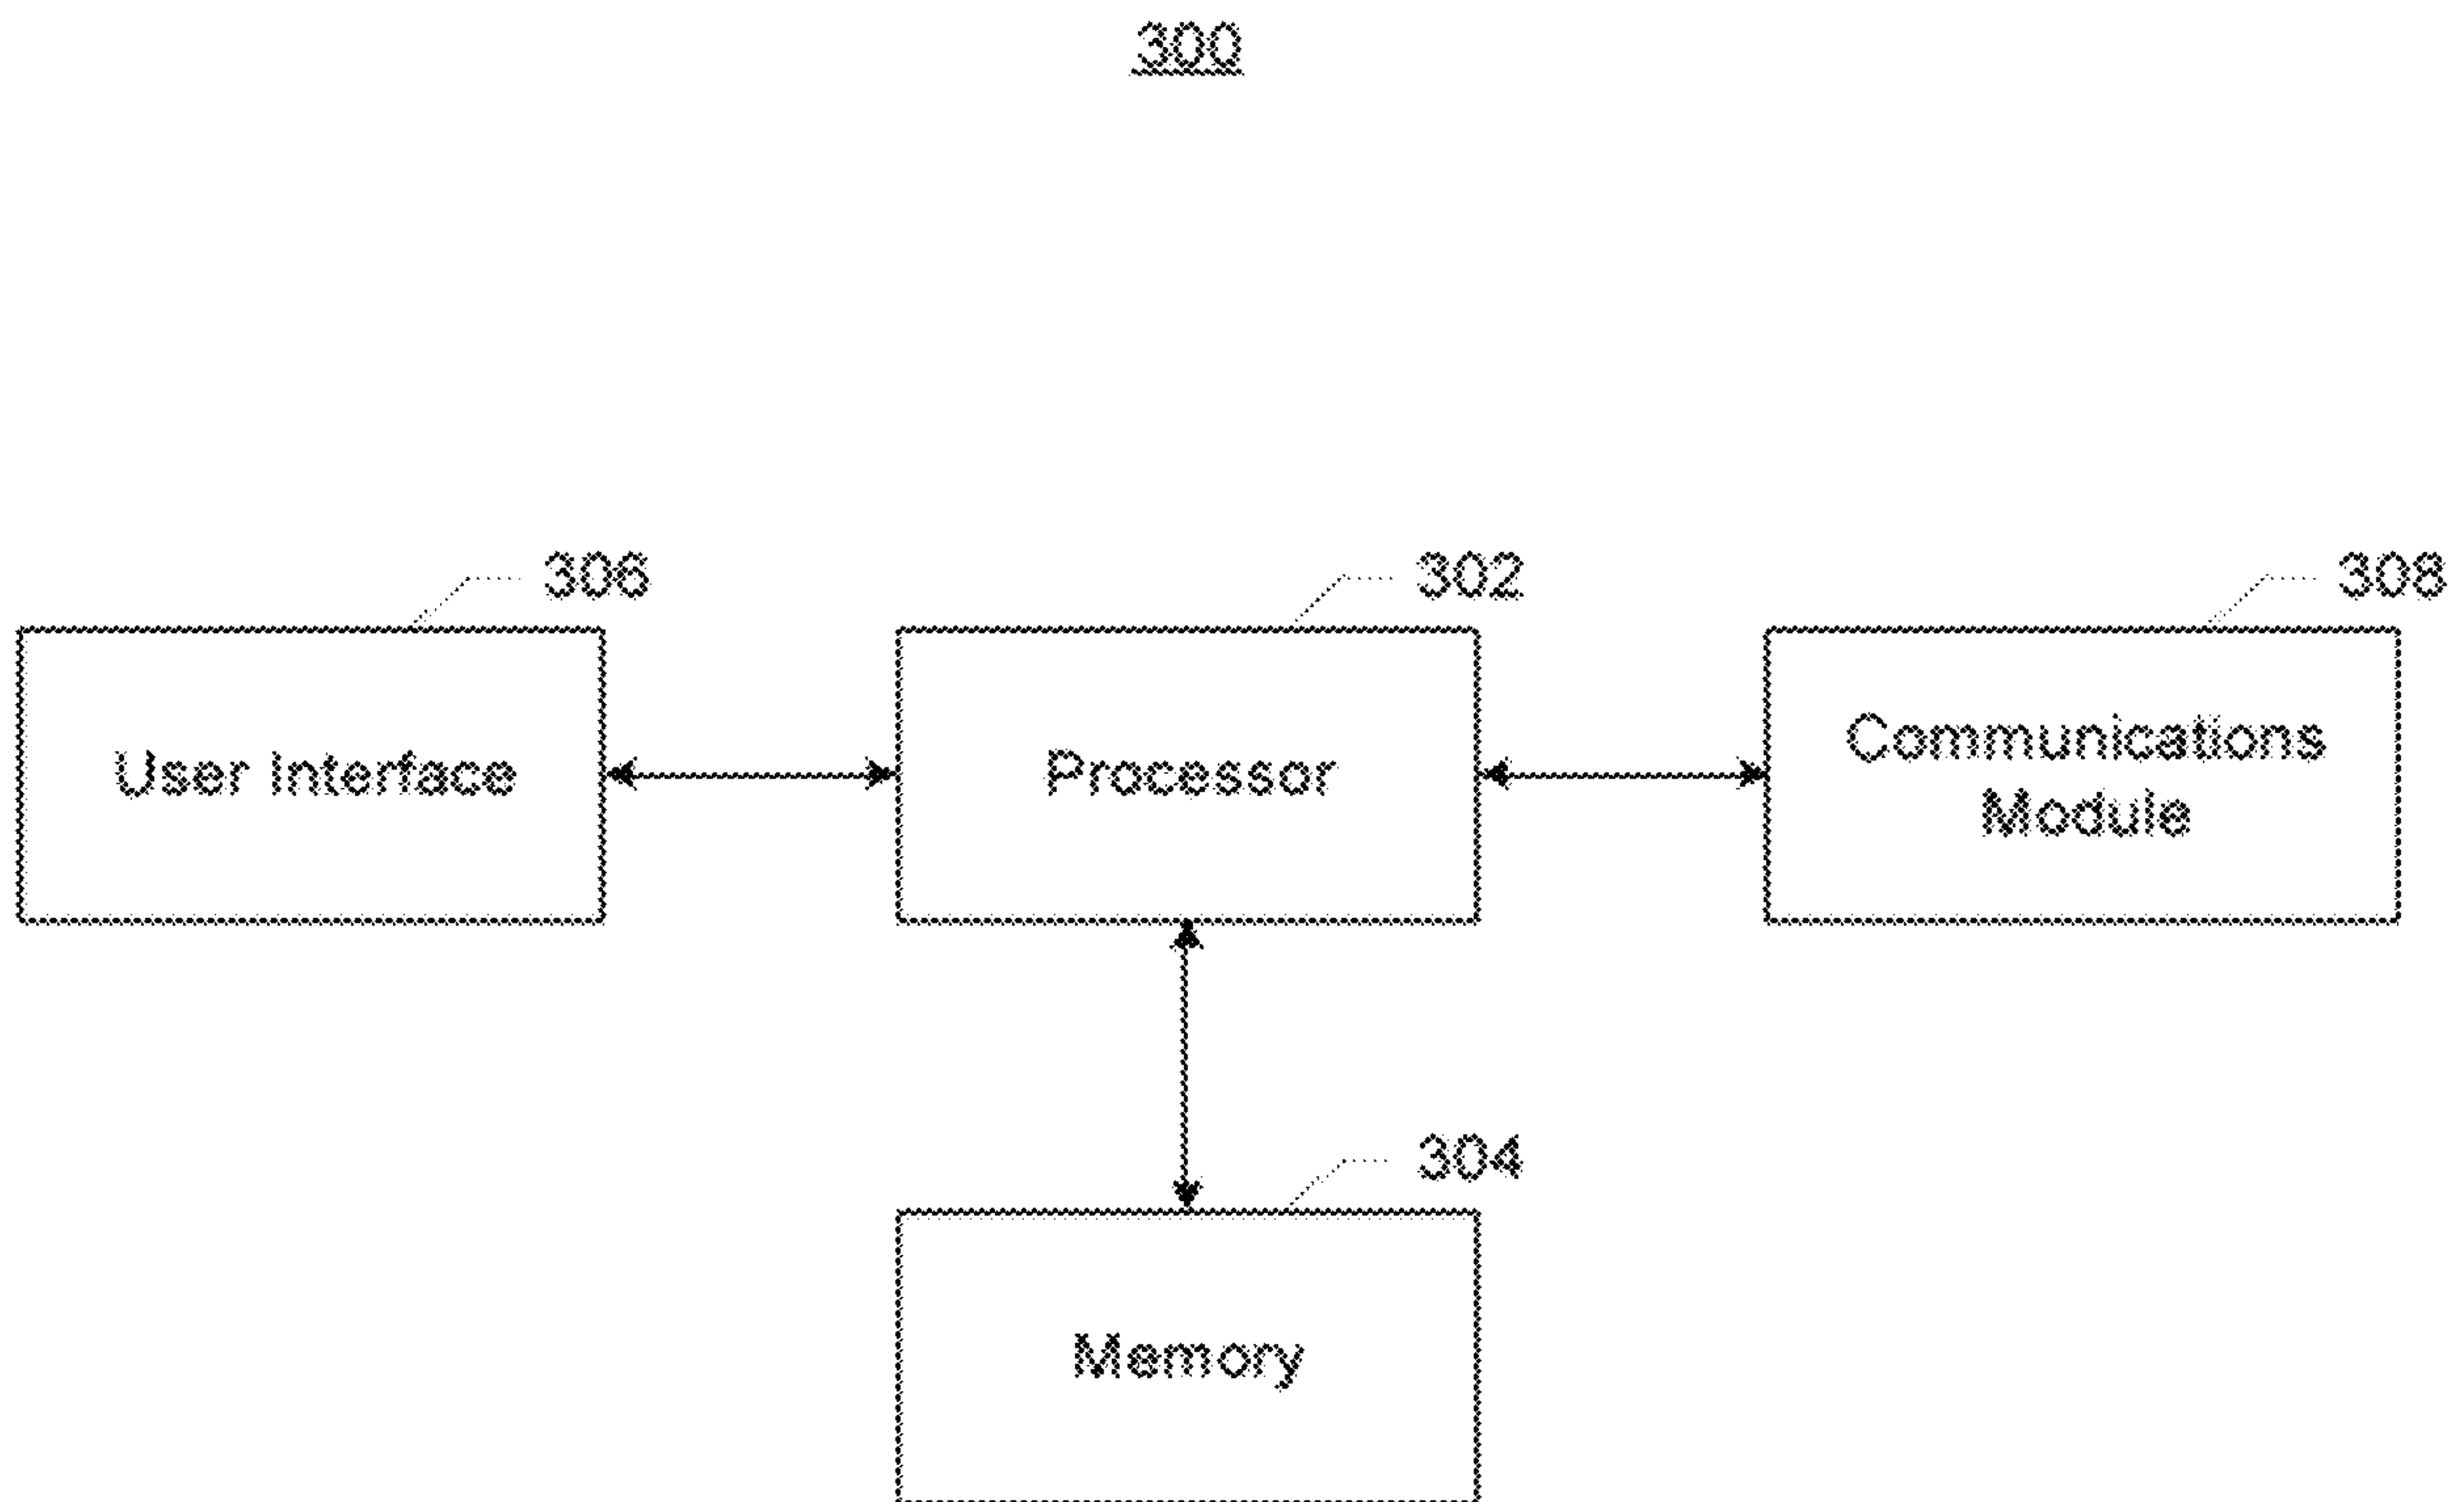 300
306
302
308
User Interface
Processor
Communications
Module
304
Memory